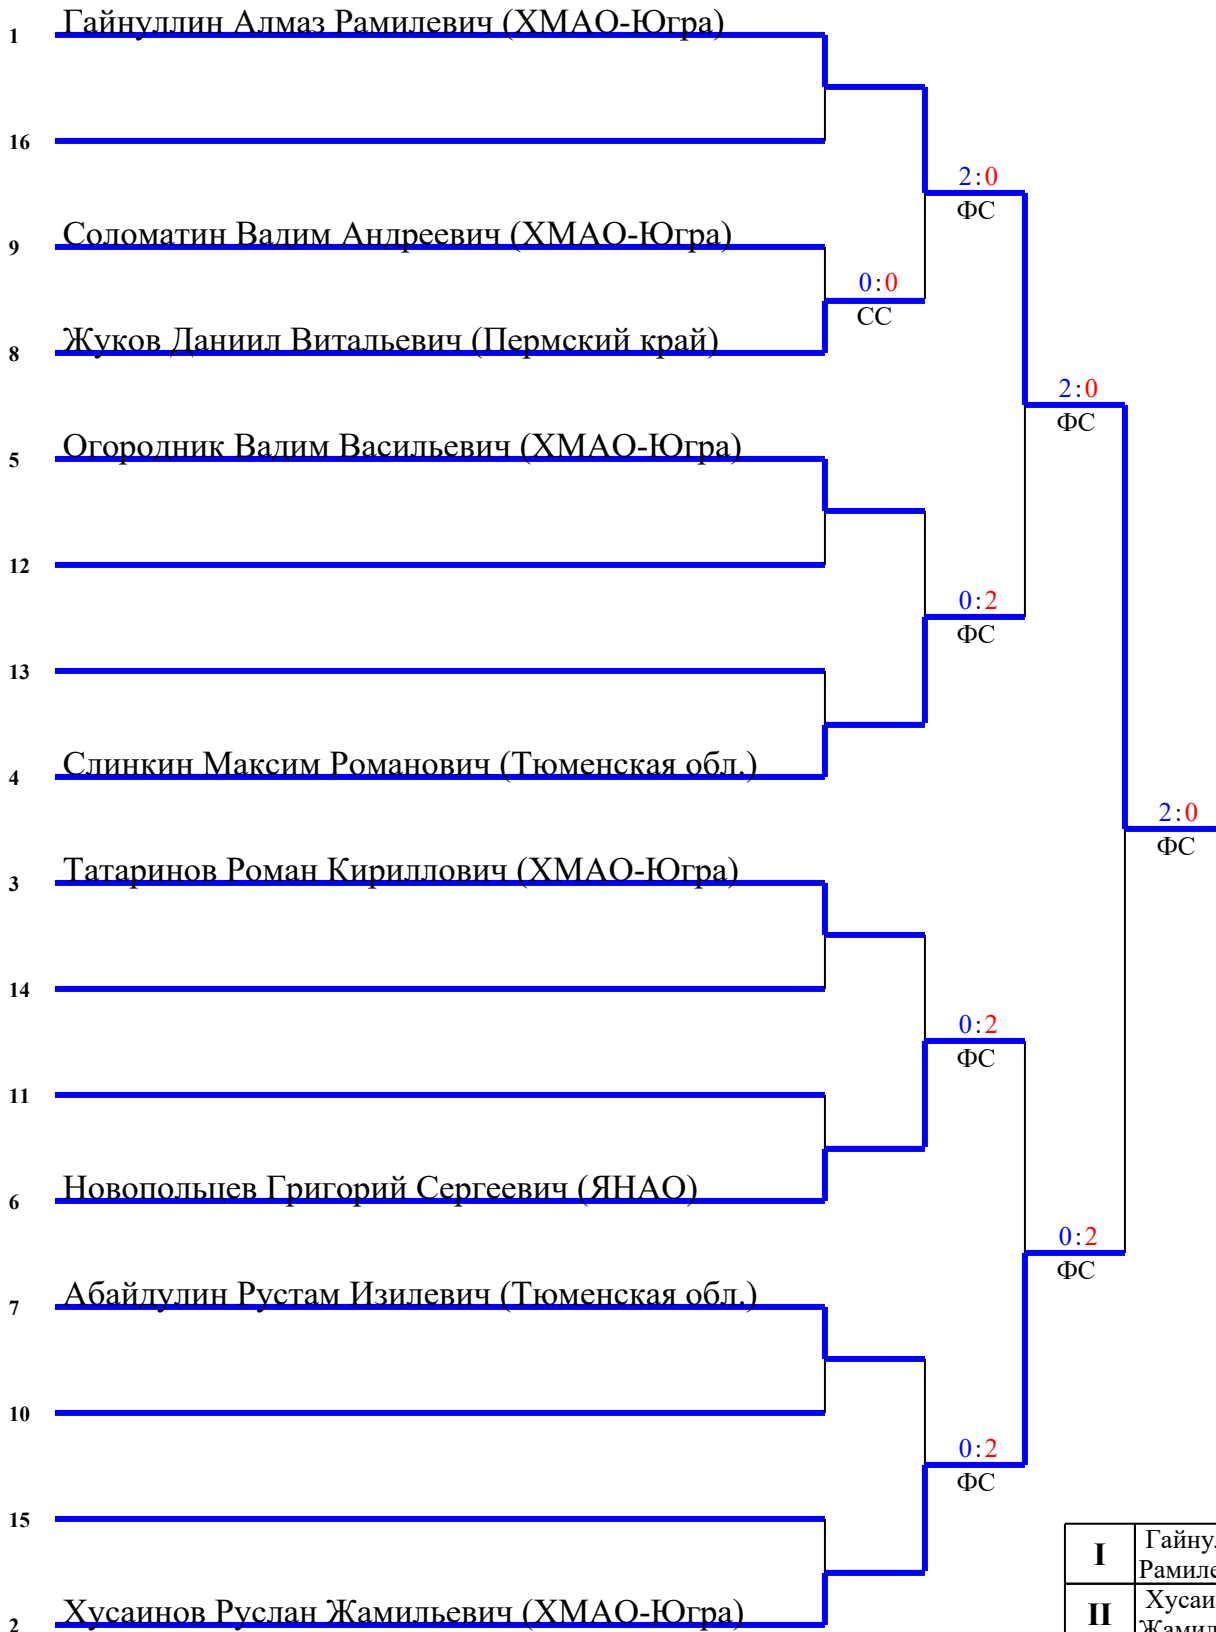 1 Гайнуллин Алмаз Рамилевич (ХМАО-Югра)
16
2:0
ФС
9 Соломатин Вадим Андреевич (ХМАО-Югра)
0:0
СС
8 Жуков Даниил Витальевич (Пермский край)
2:0
ФС
5 Огородник Вадим Васильевич (ХМАО-Югра)
12
0:2
ФС
13
4 Слинкин Максим Романович (Тюменская обл.)
2:0
ФС
3 Татаринов Роман Кириллович (ХМАО-Югра)
14
0:2
ФС
11
6 Новопольцев Григорий Сергеевич (ЯНАО)
0:2
ФС
7 Абайдулин Рустам Изилевич (Тюменская обл.)
10
0:2
ФС
15
I Гайну
Рамиле
2 Хусаинов Руслан Жамильевич (ХМАО-Югра)
II Хусаи
Жамил